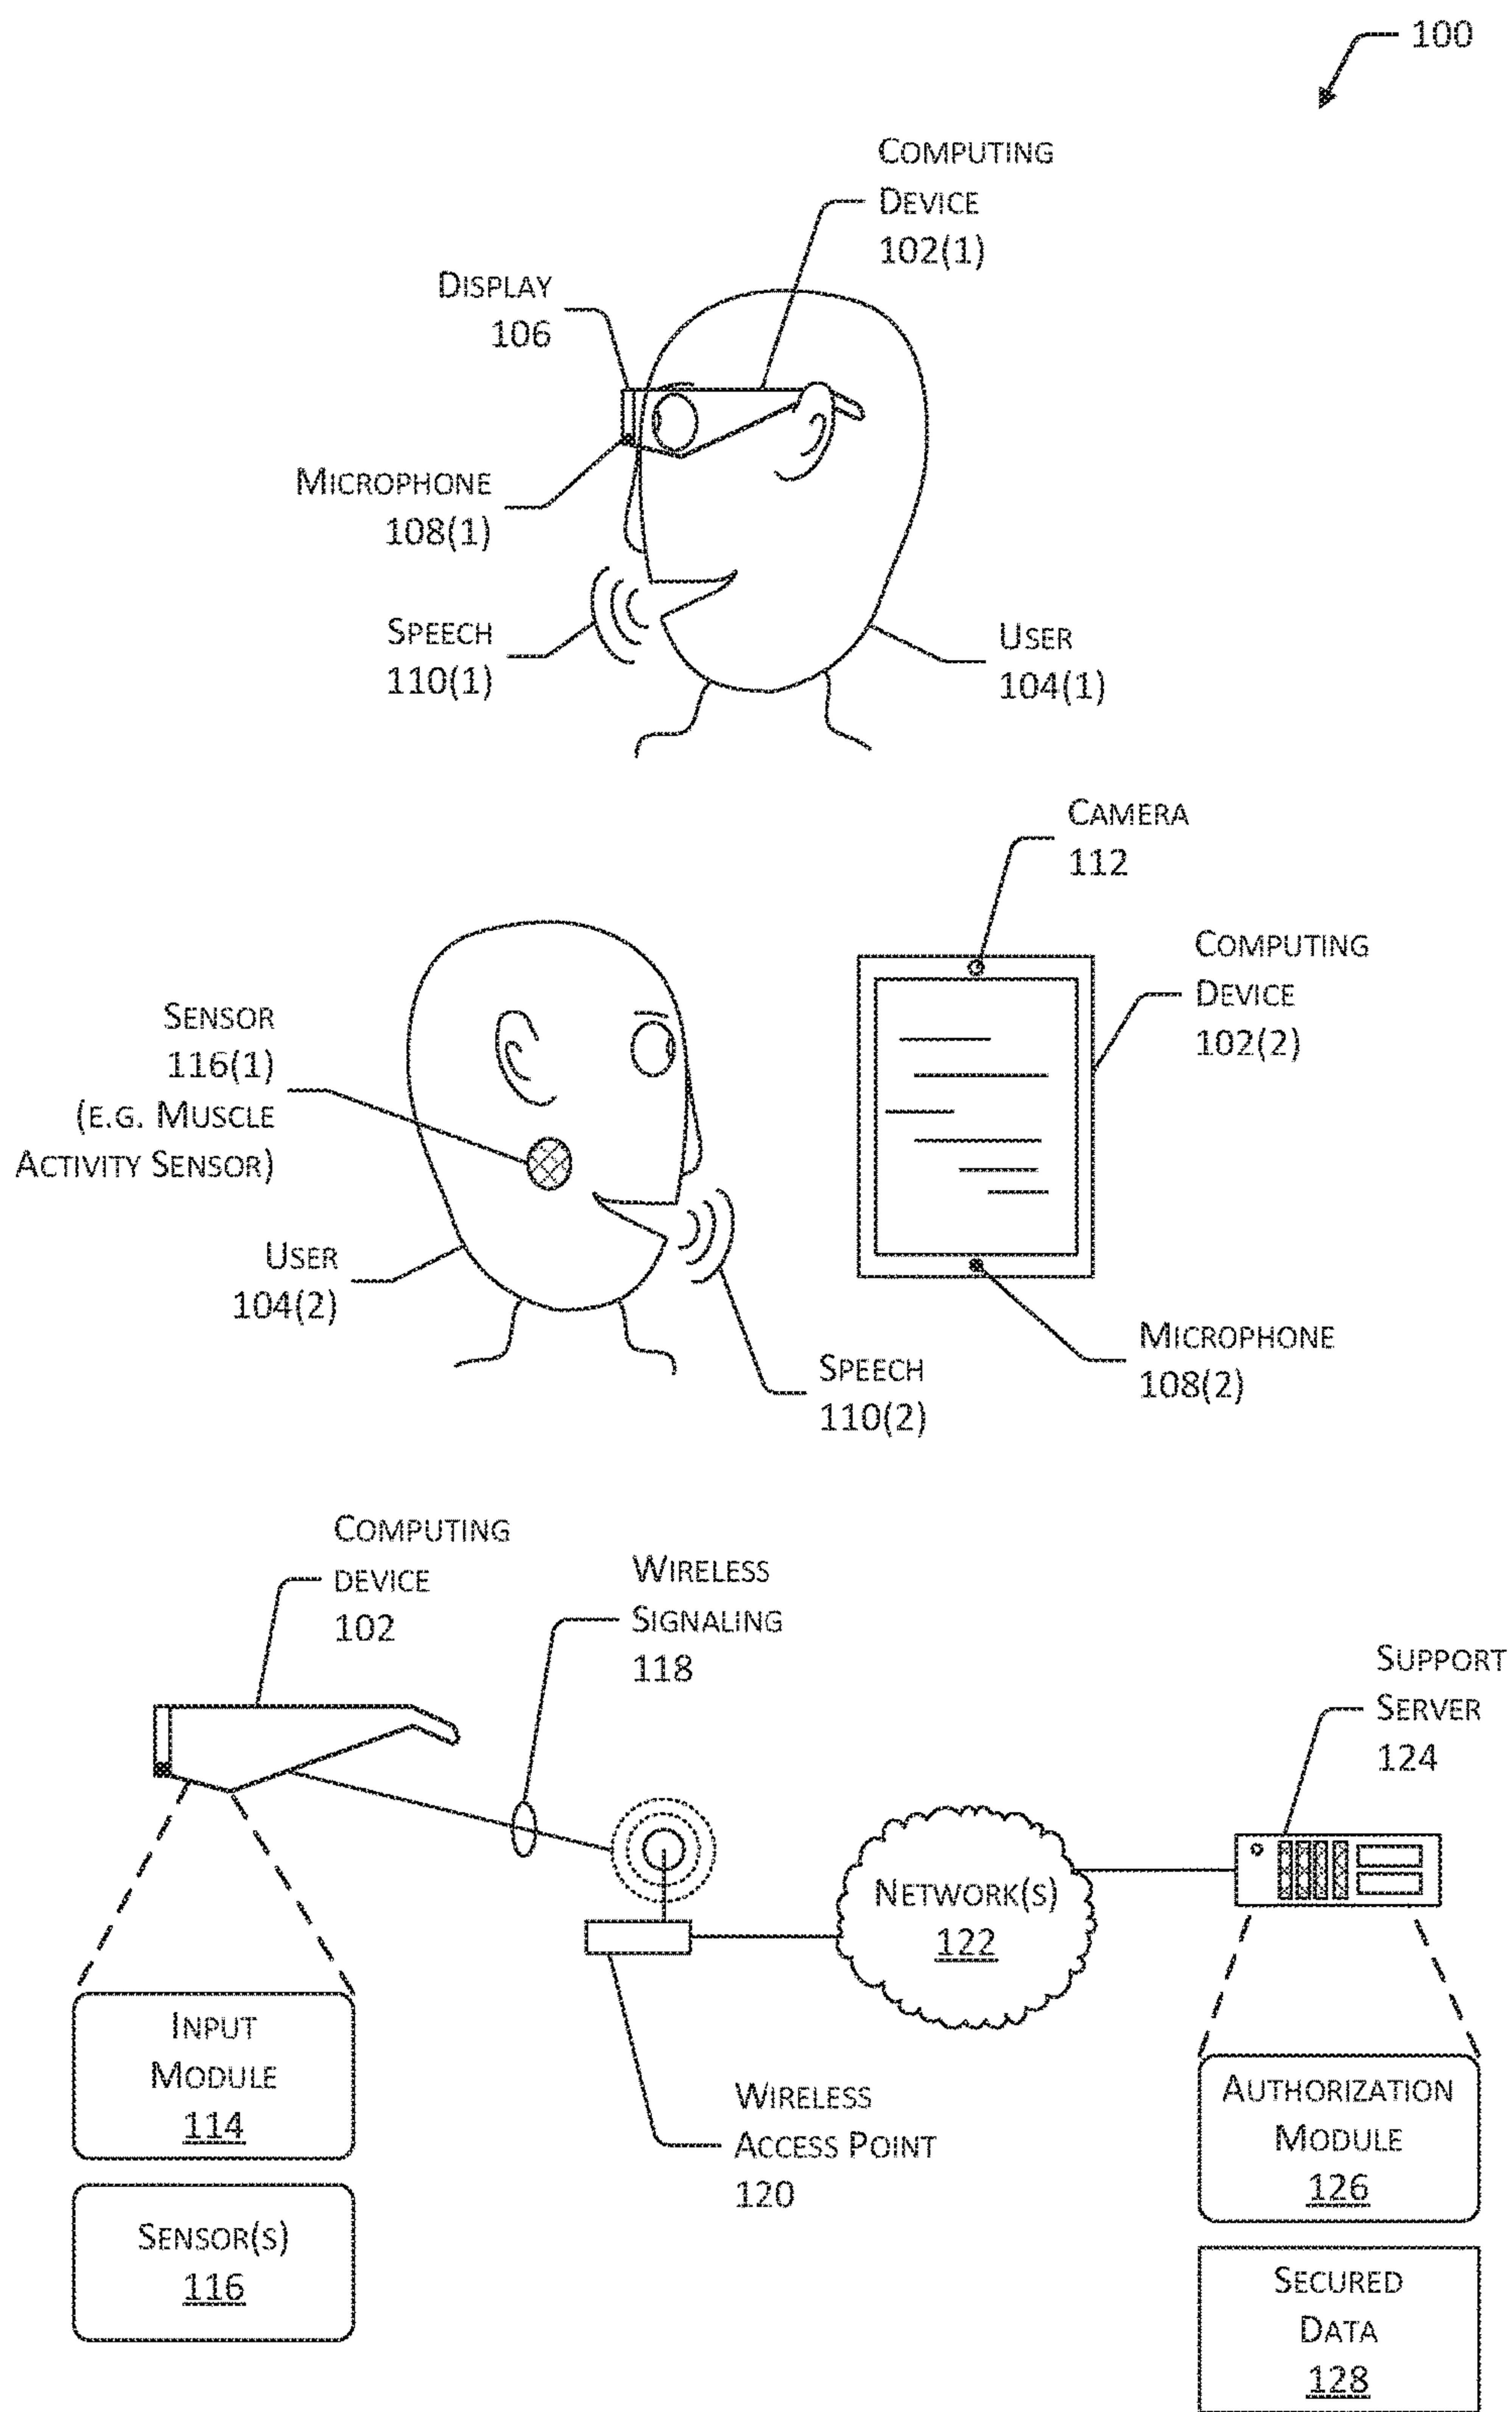 100
COMPUTING
DEVICE
102(1)
DISPLAY
106
MICROPHONE
108(1)
SPEECH
110(1)
USER
104(1)
CAMERA
112
COMPUTING
DEVICE
102(2)
SENSOR
116(1)
(E.G. MUSCLE
ACTIVITY SENSOR)
USER
104(2)
MICROPHONE
108(2)
SPEECH
110(2)
COMPUTING
DEVICE
102
WIRELESS
SIGNALING
118
SUPPORT
SERVER
124
NETWORK(S)
122
INPUT
MODULE
114
WIRELESS
ACCESS POINT
120
AUTHORIZATION
MODULE
126
SENSOR(S)
116
SECURED
DATA
128